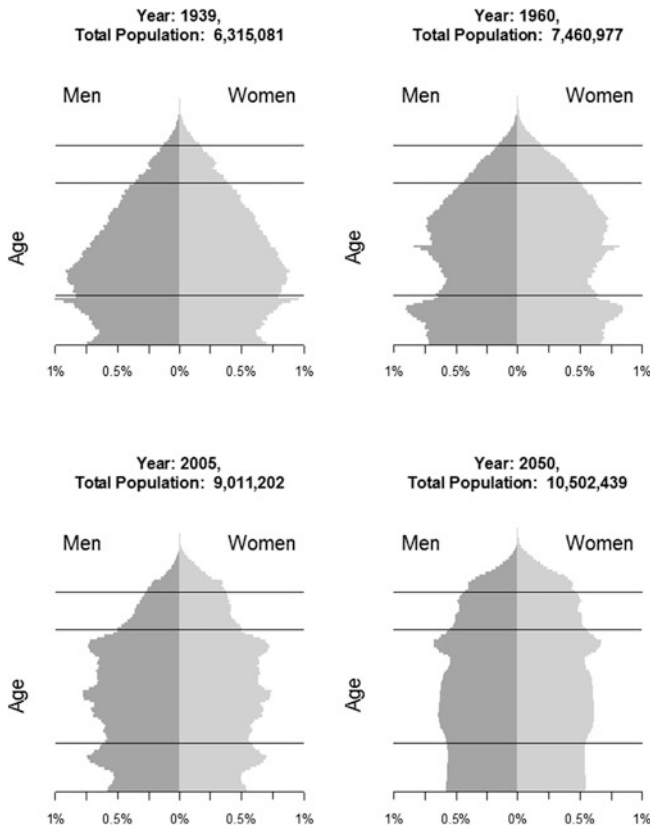 Year: 1939,
Total Population: 6,315,081
Men
Women
Age
1%
0.5%
0%
0.5%
1%
Year: 1960,
Total Population: 7,460,977
Men
Women
Age
1%
0.5%
0%
0.5%
1%
Year: 2005,
Total Population: 9,011,202
Men
Women
Age
1%
0.5%
0%
0.5%
1%
Year: 2050,
Total Population: 10,502,439
Men
Women
Age
1%
0.5%
0%
0.5%
1%